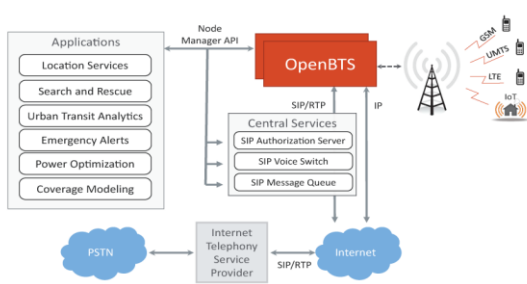 Applications
Location Services
Search and Rescue
Urban Transit Analytics
Emergency Alerts
Power Optimization
Coverage Modeling
Node
Manager API
OpenBTS
SIP/RTP
IP
Central Services
SIP Authorization Server
SIP Voice Switch
SIP Message Queue
GSM
UMTS
LTE
IoT
PSTN
Internet
Telephony
Service
Provider
SIP/RTP
Internet